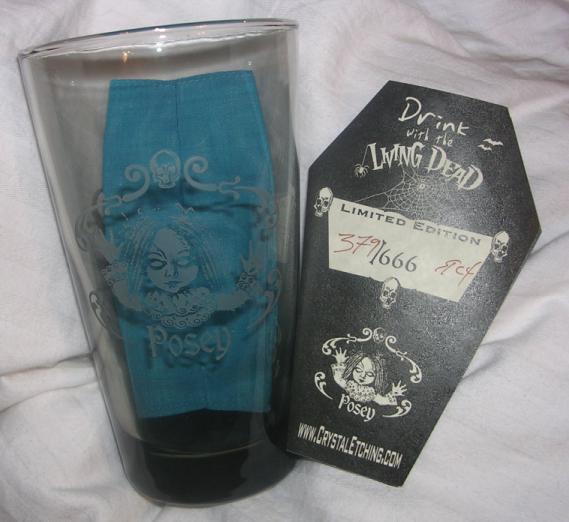 Posey
Drink
with the
LIVING DEAD
LIMITED EDITION
379/666
Posey
WWW.CRYSTALETCHING.COM